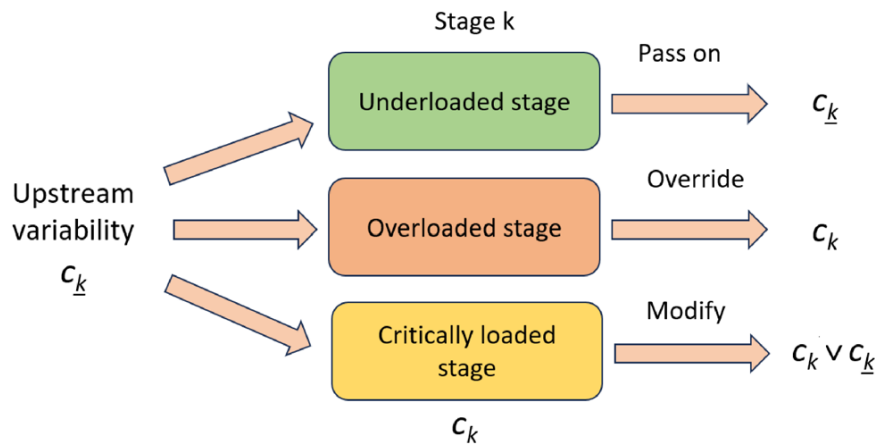 Stage k
Pass on
Underloaded stage
c_k̲
Upstream
variability
c_k̲
Override
Overloaded stage
c_k
Modify
Critically loaded
stage
c_k ∨ c_k̲
c_k